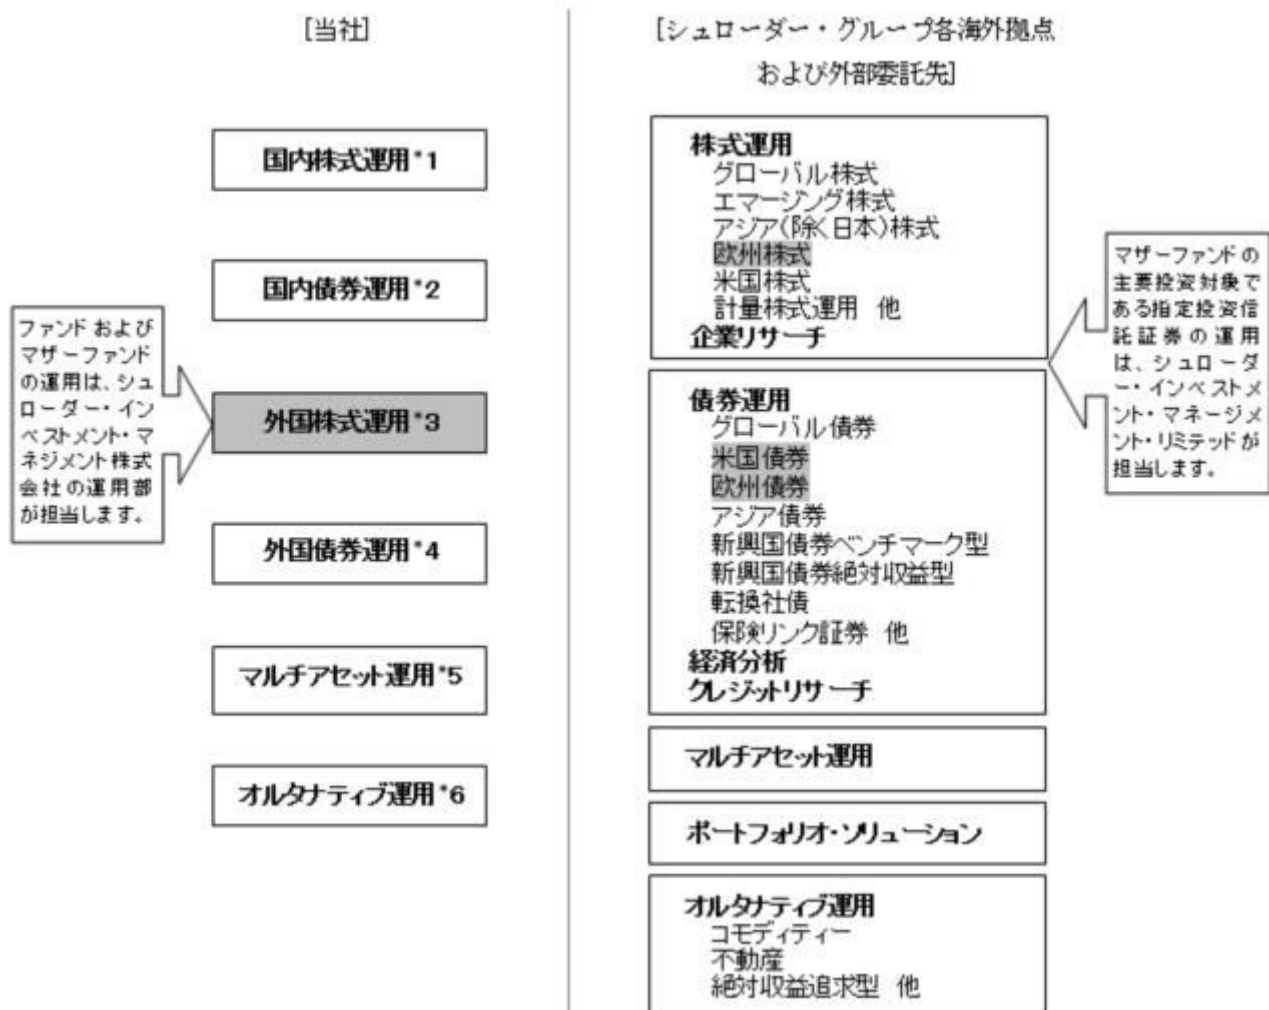 [当社]
国内株式運用*1
国内債券運用*2
ファンドおよび
マザーファンド
の運用は、シュ
ローダー・イン
ベストメント・マ
ネジメント株式
会社の運用部
が担当します。
外国株式運用*3
外国債券運用*4
マルチアセット運用*5
オルタナティブ運用*6
[シュローダー・グループ各海外拠点
および外部委託先]
株式運用
グローバル株式
エマージング株式
アジア(除く日本)株式
欧州株式
米国株式
計量株式運用 他
企業リサーチ
マザーファンドの
主要投資対象で
ある指定投資信
託証券の運用
は、シュローダ
ー・インベストメ
ント・マネージメ
ント・リミテッドが
担当します。
債券運用
グローバル債券
米国債券
欧州債券
アジア債券
新興国債券ベンチマーク型
新興国債券絶対収益型
転換社債
保険リンク証券 他
経済分析
クレジットリサーチ
マルチアセット運用
ポートフォリオ・ソリューション
オルタナティブ運用
コモディティー
不動産
絶対収益追求型 他